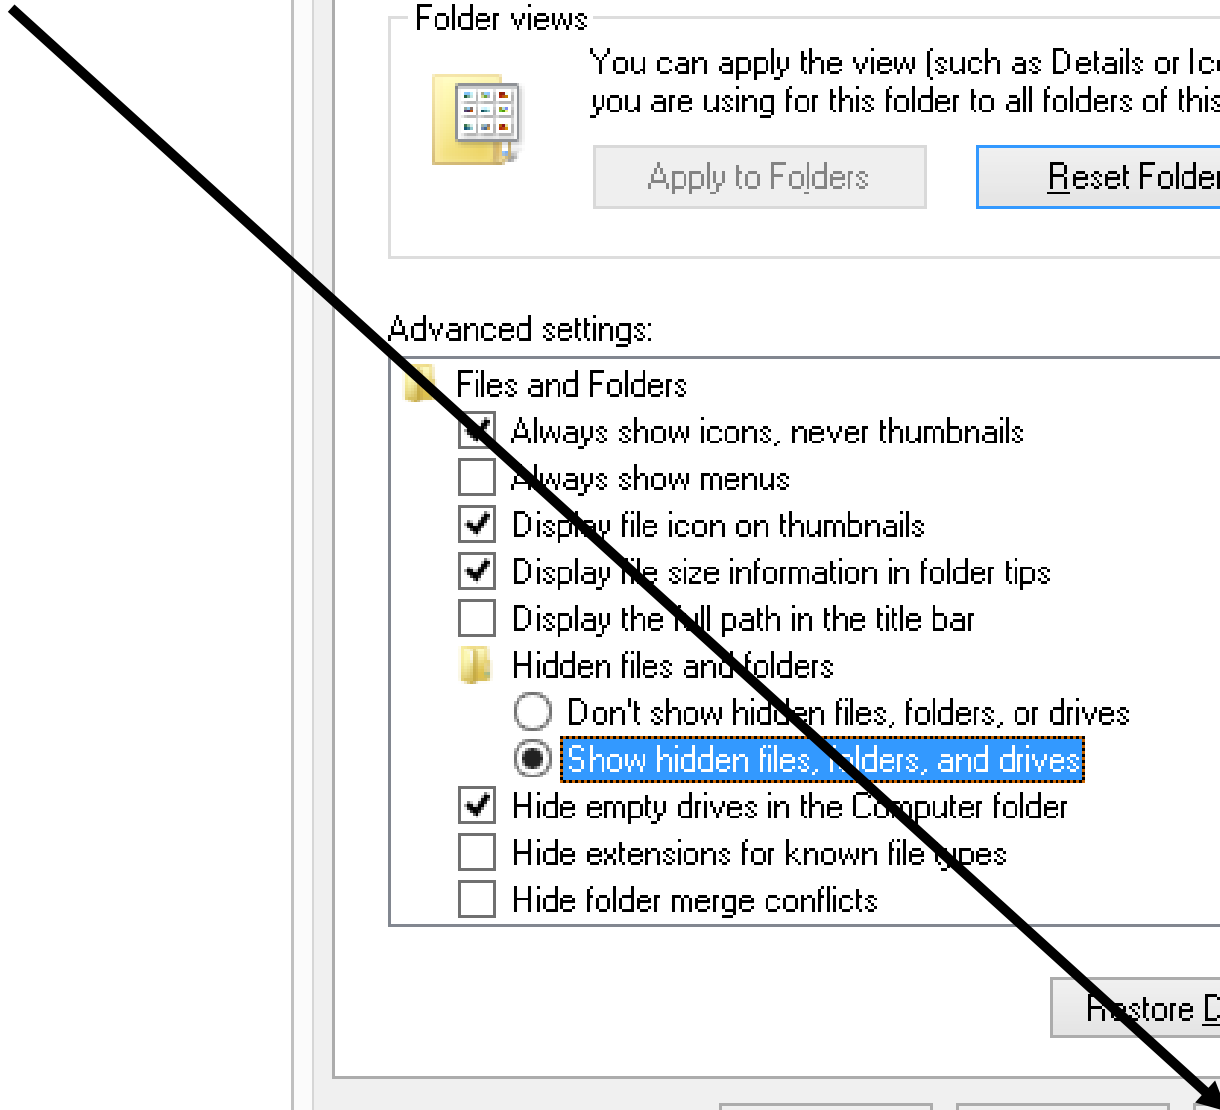 Folder views
You can apply the view (such as Details or Ico
you are using for this folder to all folders of this
Apply to Folders
Reset Folder
Advanced settings:
Files and Folders
Always show icons, never thumbnails
Always show menus
Display file icon on thumbnails
Display file size information in folder tips
Display the full path in the title bar
Hidden files and folders
Don't show hidden files, folders, or drives
Show hidden files, folders, and drives
Hide empty drives in the Computer folder
Hide extensions for known file types
Hide folder merge conflicts
Restore D